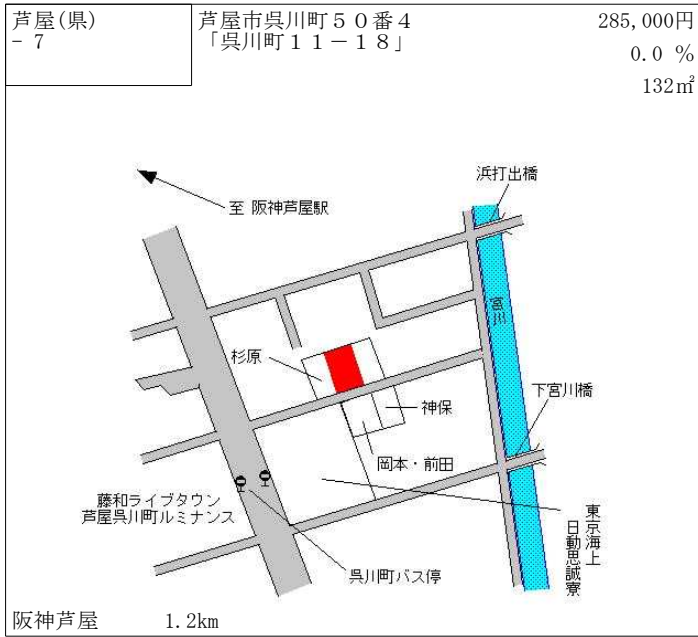 芦屋(県)
－7
芦屋市呉川町５０番４
「呉川町１１－１８」
285,000円
0.0 %
132㎡
浜打出橋
至 阪神芦屋駅
宮川
杉原
下宮川橋
神保
岡本・前田
藤和ライブタウン
芦屋呉川町ルミナンス
東京海上
日動思誠寮
呉川町バス停
阪神芦屋 1.2km